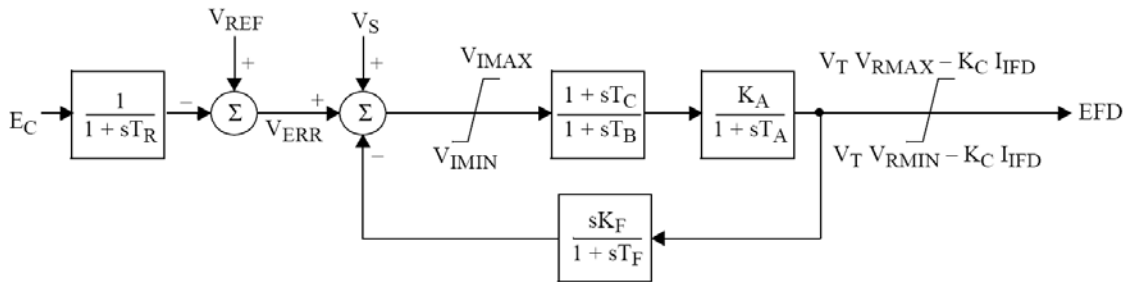 V_REF
V_S
+
+
V_IMAX
V_T V_RMAX – K_C I_IFD
E_C
1
1 + sT_R
–
Σ
V_ERR
+
Σ
–
V_IMIN
1 + sT_C
1 + sT_B
K_A
1 + sT_A
EFD
V_T V_RMIN – K_C I_IFD
sK_F
1 + sT_F